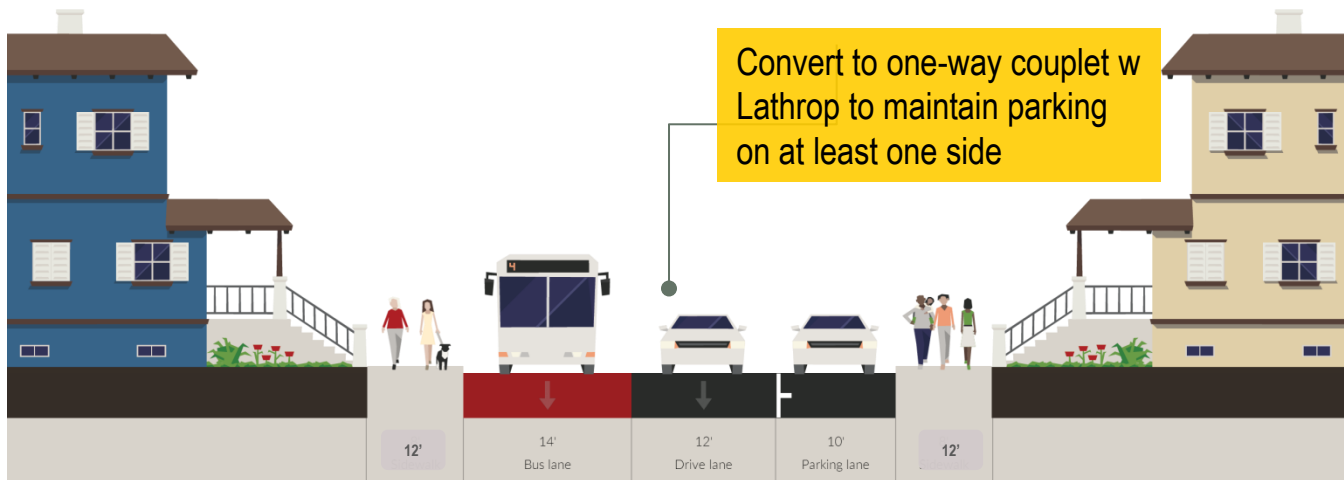 Convert to one-way couplet w
Lathrop to maintain parking
on at least one side
4
12'
14'
Bus lane
12'
Drive lane
10'
Parking lane
12'